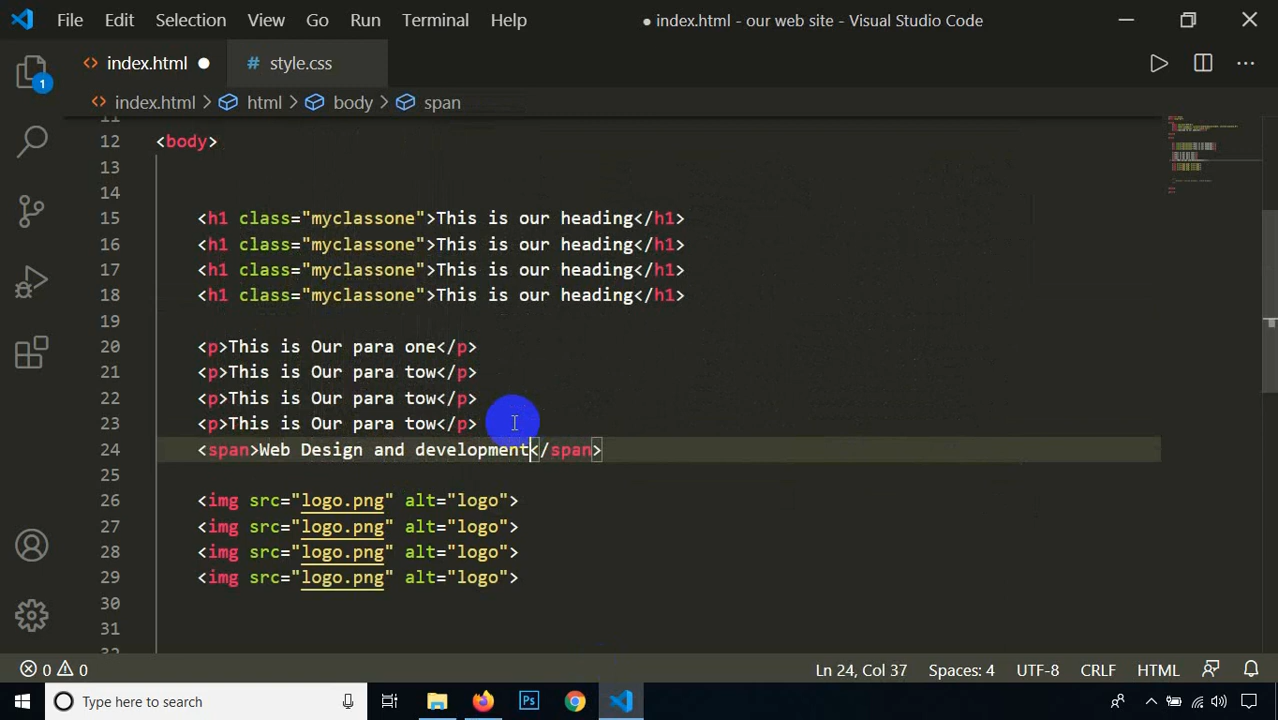 File Edit Selection View Go Run Terminal Help
● index.html - our web site - Visual Studio Code
index.html ●
# style.css
index.html > html > body > span
1
11
12 <body>
13
14
15 <h1 class="myclassone">This is our heading</h1>
16 <h1 class="myclassone">This is our heading</h1>
17 <h1 class="myclassone">This is our heading</h1>
18 <h1 class="myclassone">This is our heading</h1>
19
20 <p>This is Our para one</p>
21 <p>This is Our para tow</p>
22 <p>This is Our para tow</p>
23 <p>This is Our para tow</p>
24 <span>Web Design and development</span>
25
26 <img src="logo.png" alt="logo">
27 <img src="logo.png" alt="logo">
28 <img src="logo.png" alt="logo">
29 <img src="logo.png" alt="logo">
30
31
32
0 0 Ln 24, Col 37 Spaces: 4 UTF-8 CRLF HTML
Type here to search
Ps